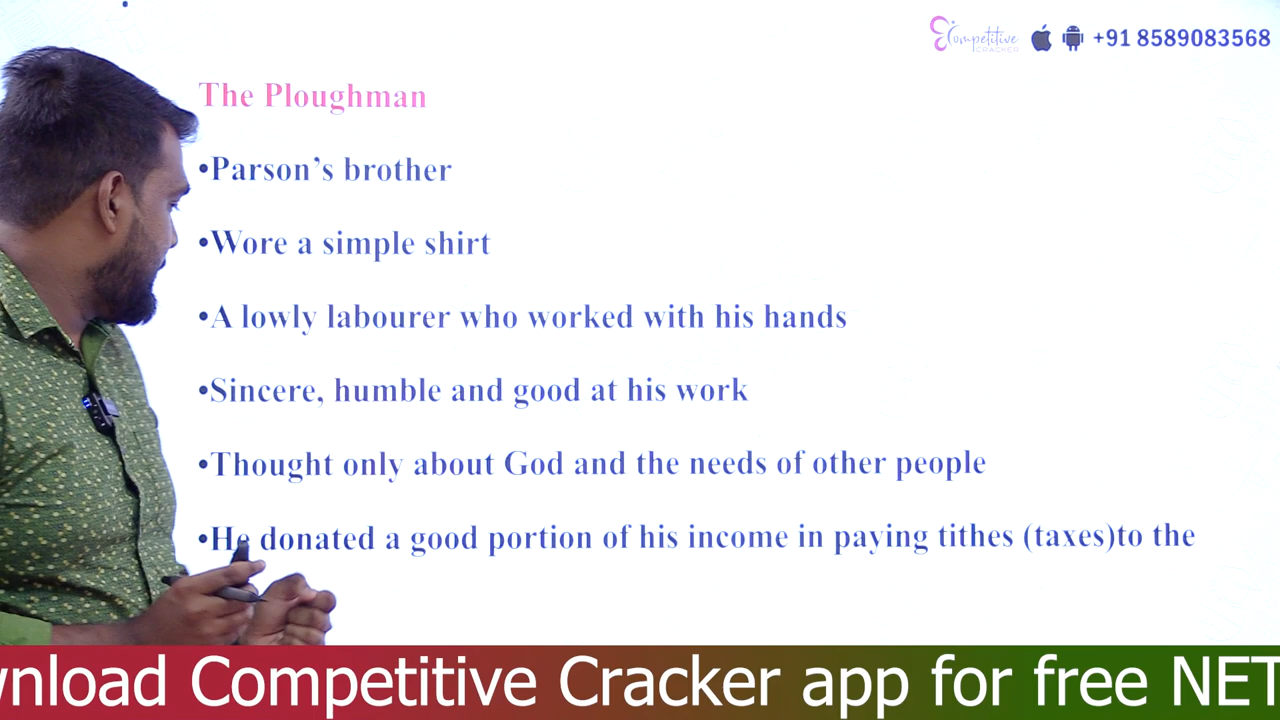 Competitive
CRACKER
+91 8589083568
The Ploughman
•Parson's brother
•Wore a simple shirt
•A lowly labourer who worked with his hands
•Sincere, humble and good at his work
•Thought only about God and the needs of other people
•He donated a good portion of his income in paying tithes (taxes)to the
wnload Competitive Cracker app for free NET